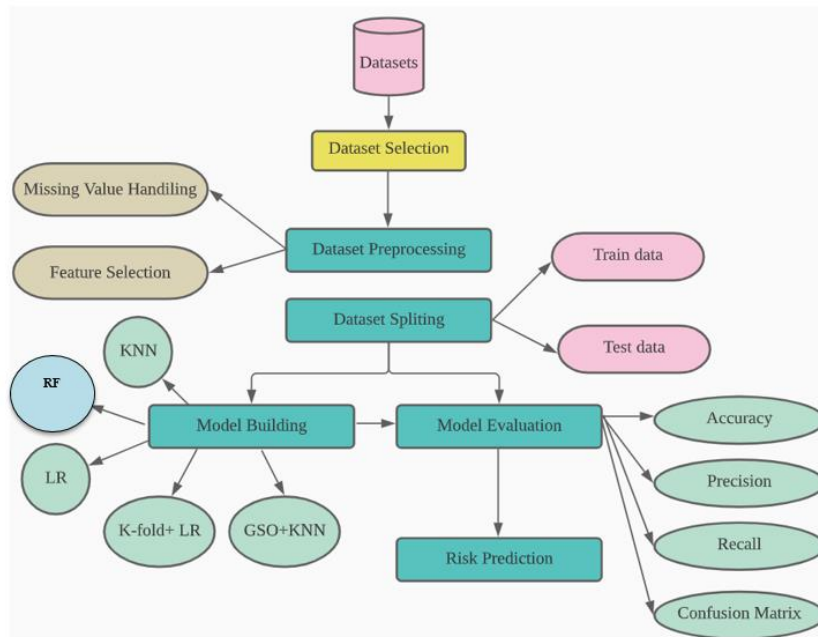 Datasets
Dataset Selection
Missing Value Handiling
Dataset Preprocessing
Feature Selection
Train data
Dataset Spliting
Test data
KNN
RF
Model Building
Model Evaluation
Accuracy
LR
Precision
K-fold+ LR
GSO+KNN
Recall
Risk Prediction
Confusion Matrix